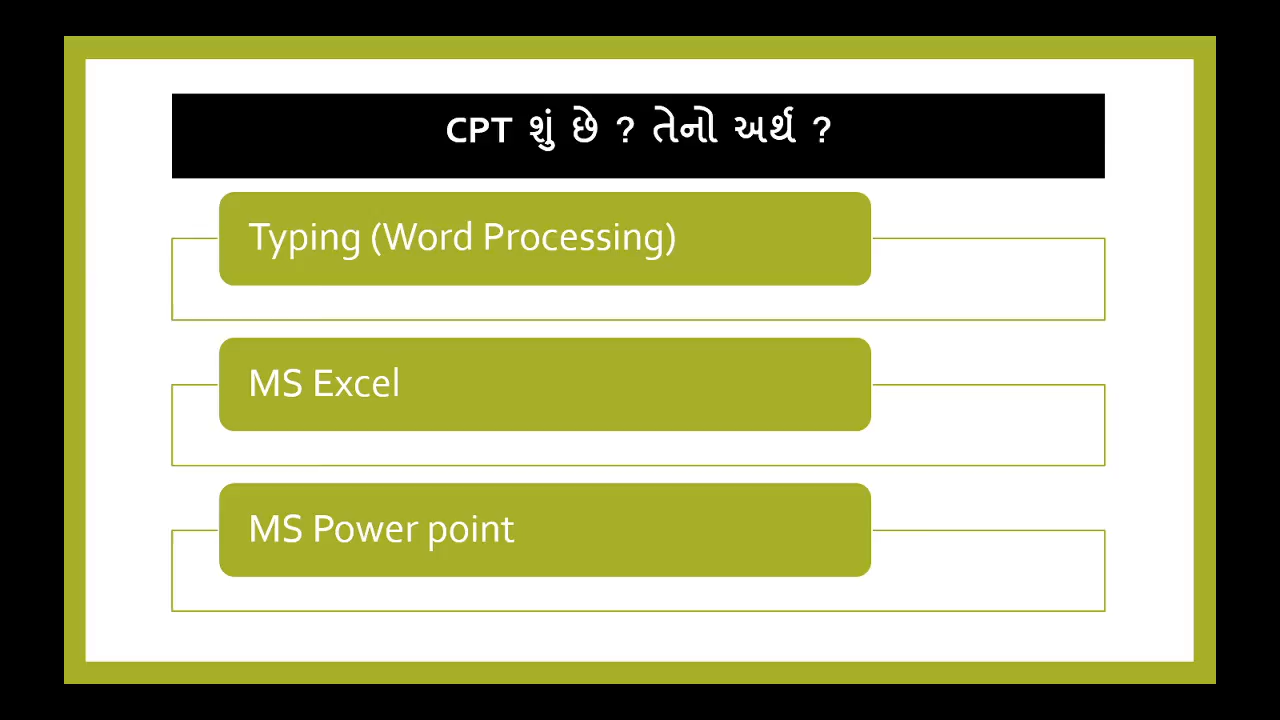 CPT શું છે ? તેનો અર્થ ?
Typing (Word Processing)
MS Excel
MS Power point